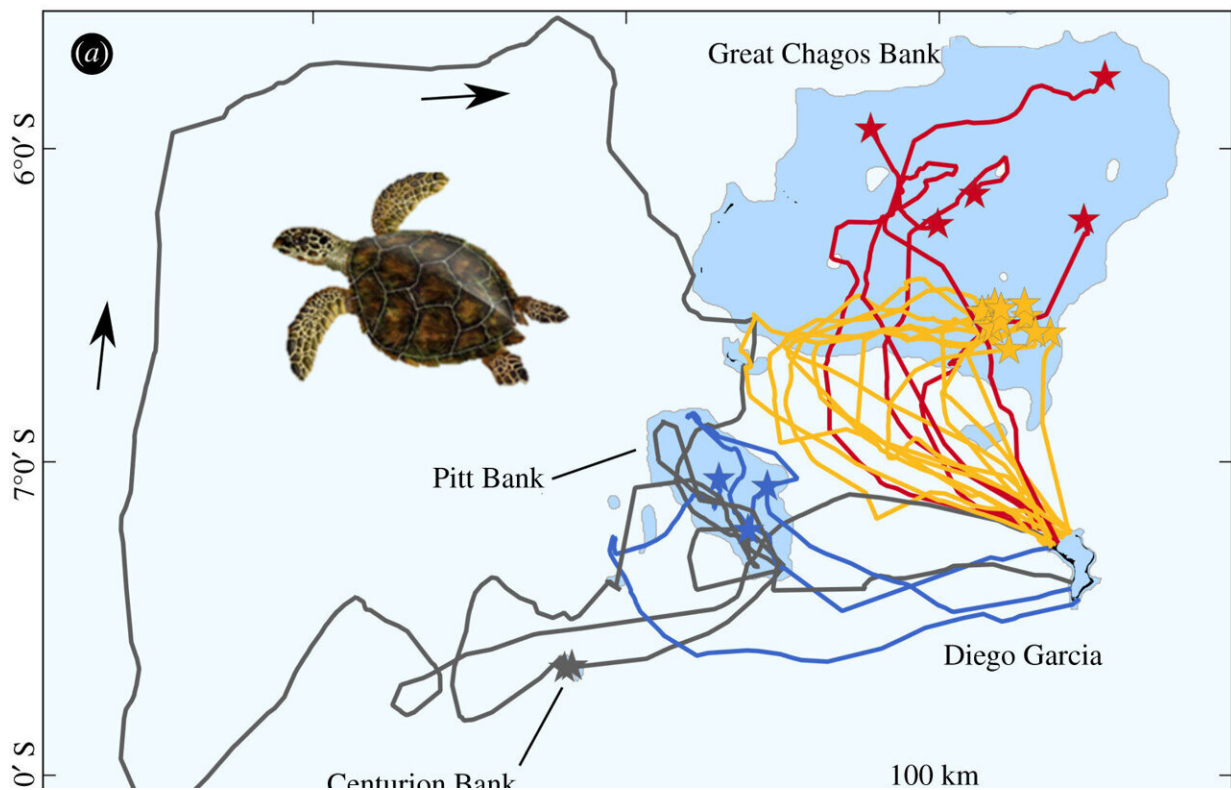 (a)
Great Chagos Bank
6°0′ S
Pitt Bank
7°0′ S
Diego Garcia
0′ S
Centurion Bank
100 km